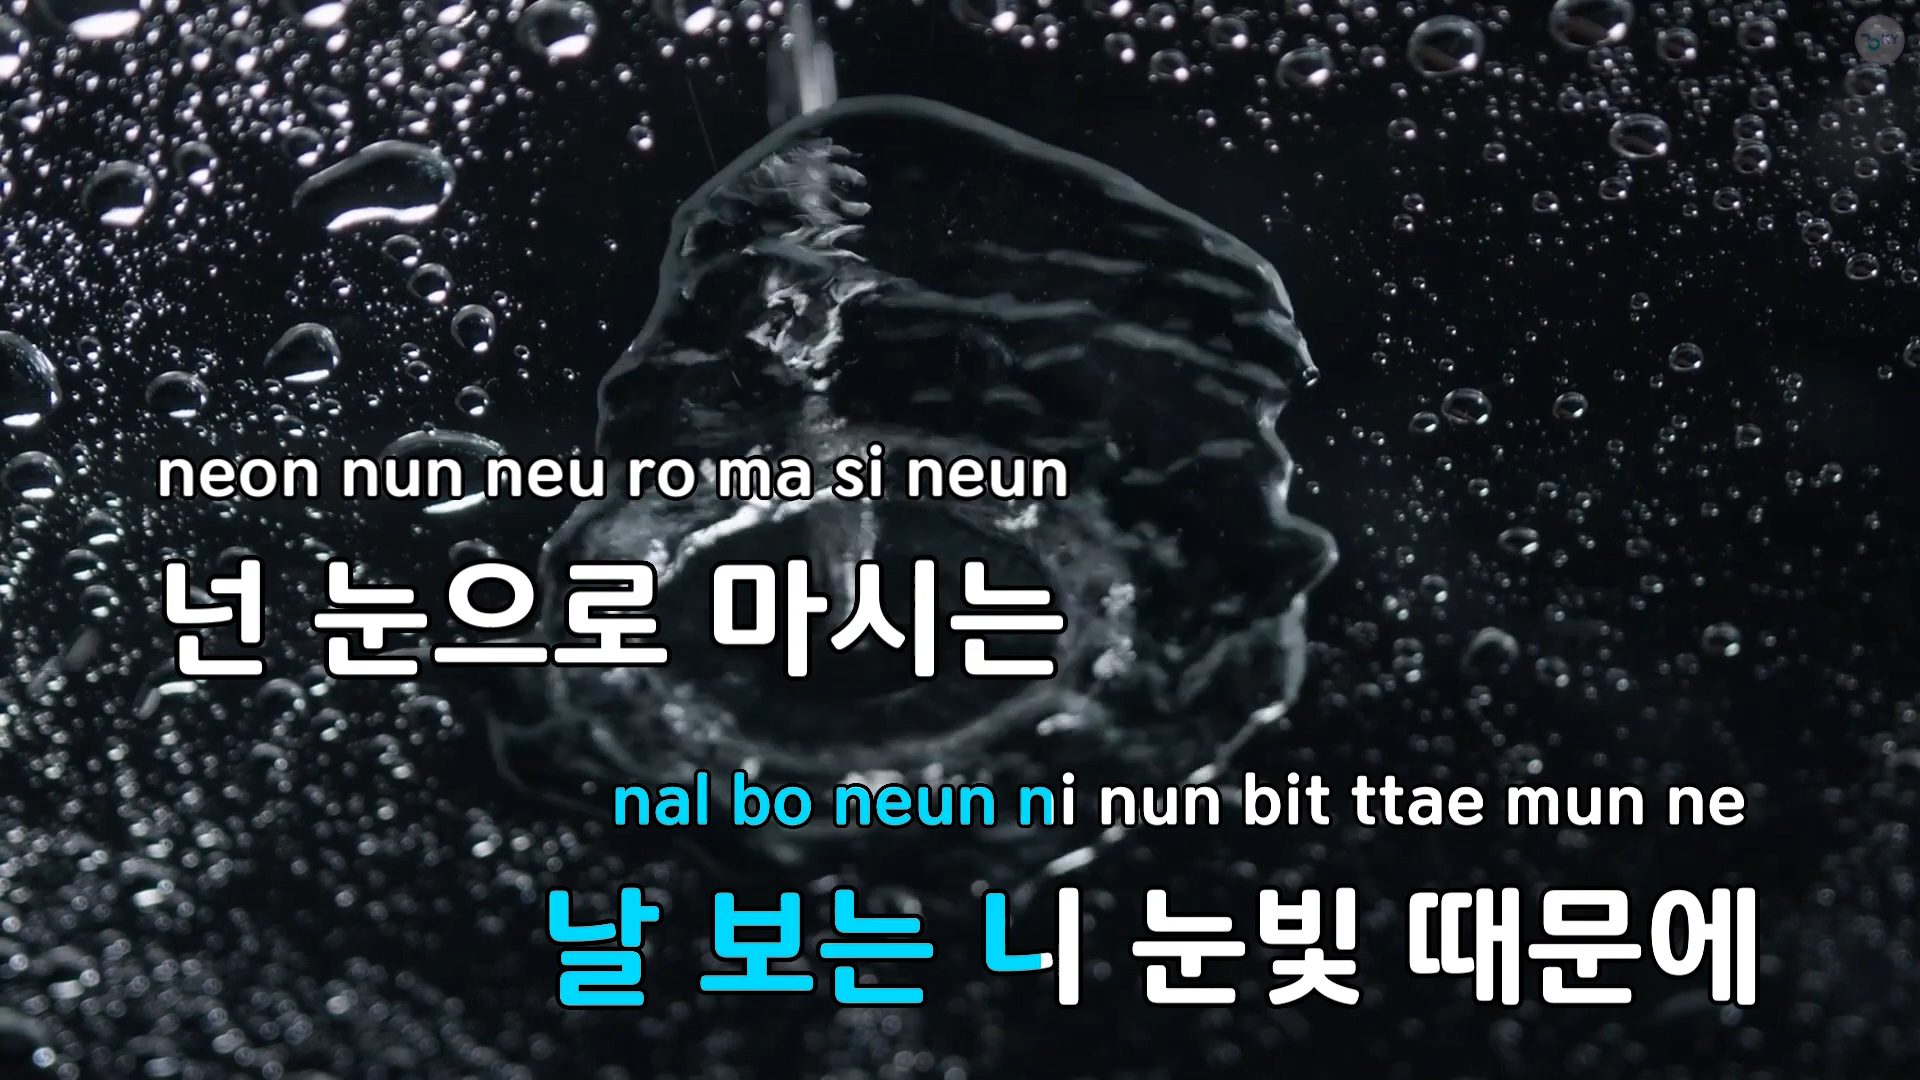 KY
neon nun neu ro ma si neun
넌 눈으로 마시는
nal bo neun ni nun bit ttae mun ne
날 보는 니 눈빛 때문에